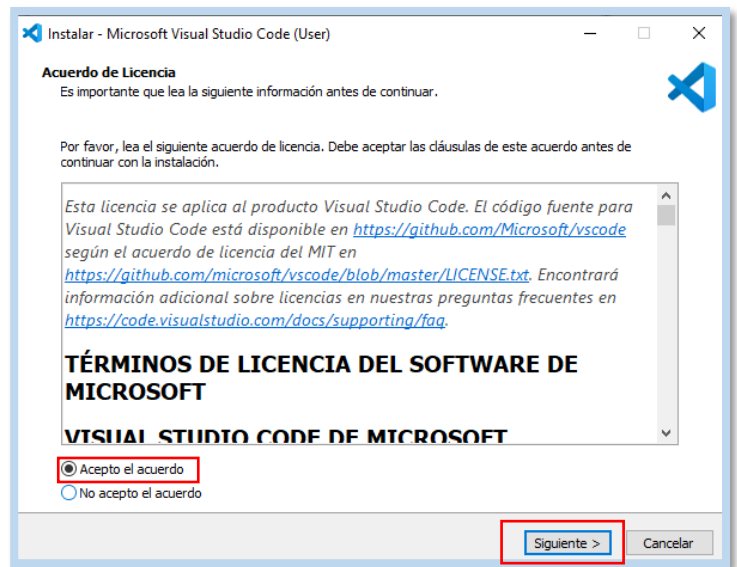 Instalar - Microsoft Visual Studio Code (User)
Acuerdo de Licencia
Es importante que lea la siguiente información antes de continuar.
Por favor, lea el siguiente acuerdo de licencia. Debe aceptar las cláusulas de este acuerdo antes de
continuar con la instalación.
Esta licencia se aplica al producto Visual Studio Code. El código fuente para
Visual Studio Code está disponible en https://github.com/Microsoft/vscode
según el acuerdo de licencia del MIT en
https://github.com/microsoft/vscode/blob/master/LICENSE.txt. Encontrará
información adicional sobre licencias en nuestras preguntas frecuentes en
https://code.visualstudio.com/docs/supporting/faq.
TÉRMINOS DE LICENCIA DEL SOFTWARE DE
MICROSOFT
VISUAL STUDIO CODE DE MICROSOFT
Acepto el acuerdo
No acepto el acuerdo
Siguiente > Cancelar